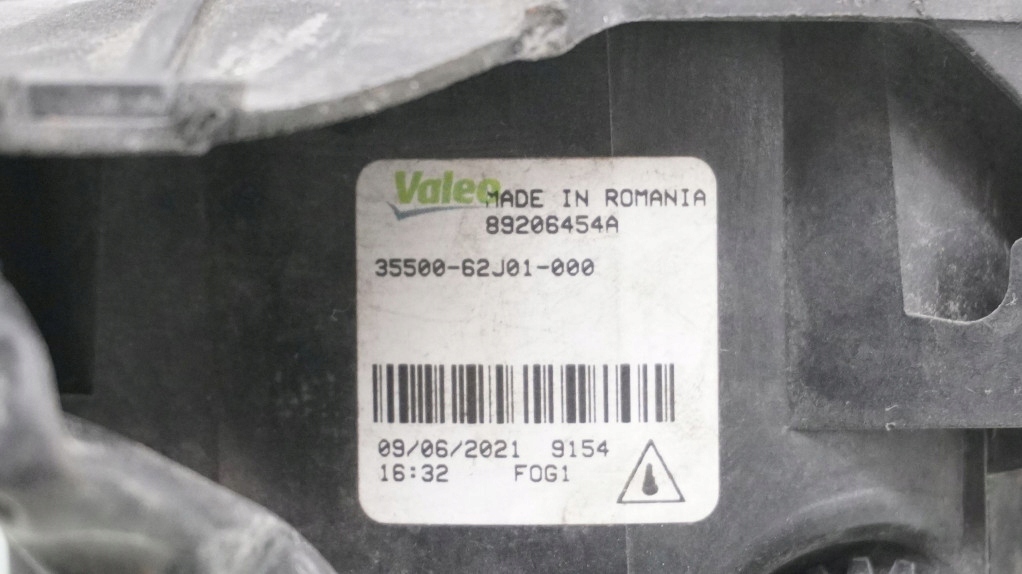 Valeo MADE IN ROMANIA
89206454A
35500-62J01-000
09/06/2021 9154
16:32 FOG1